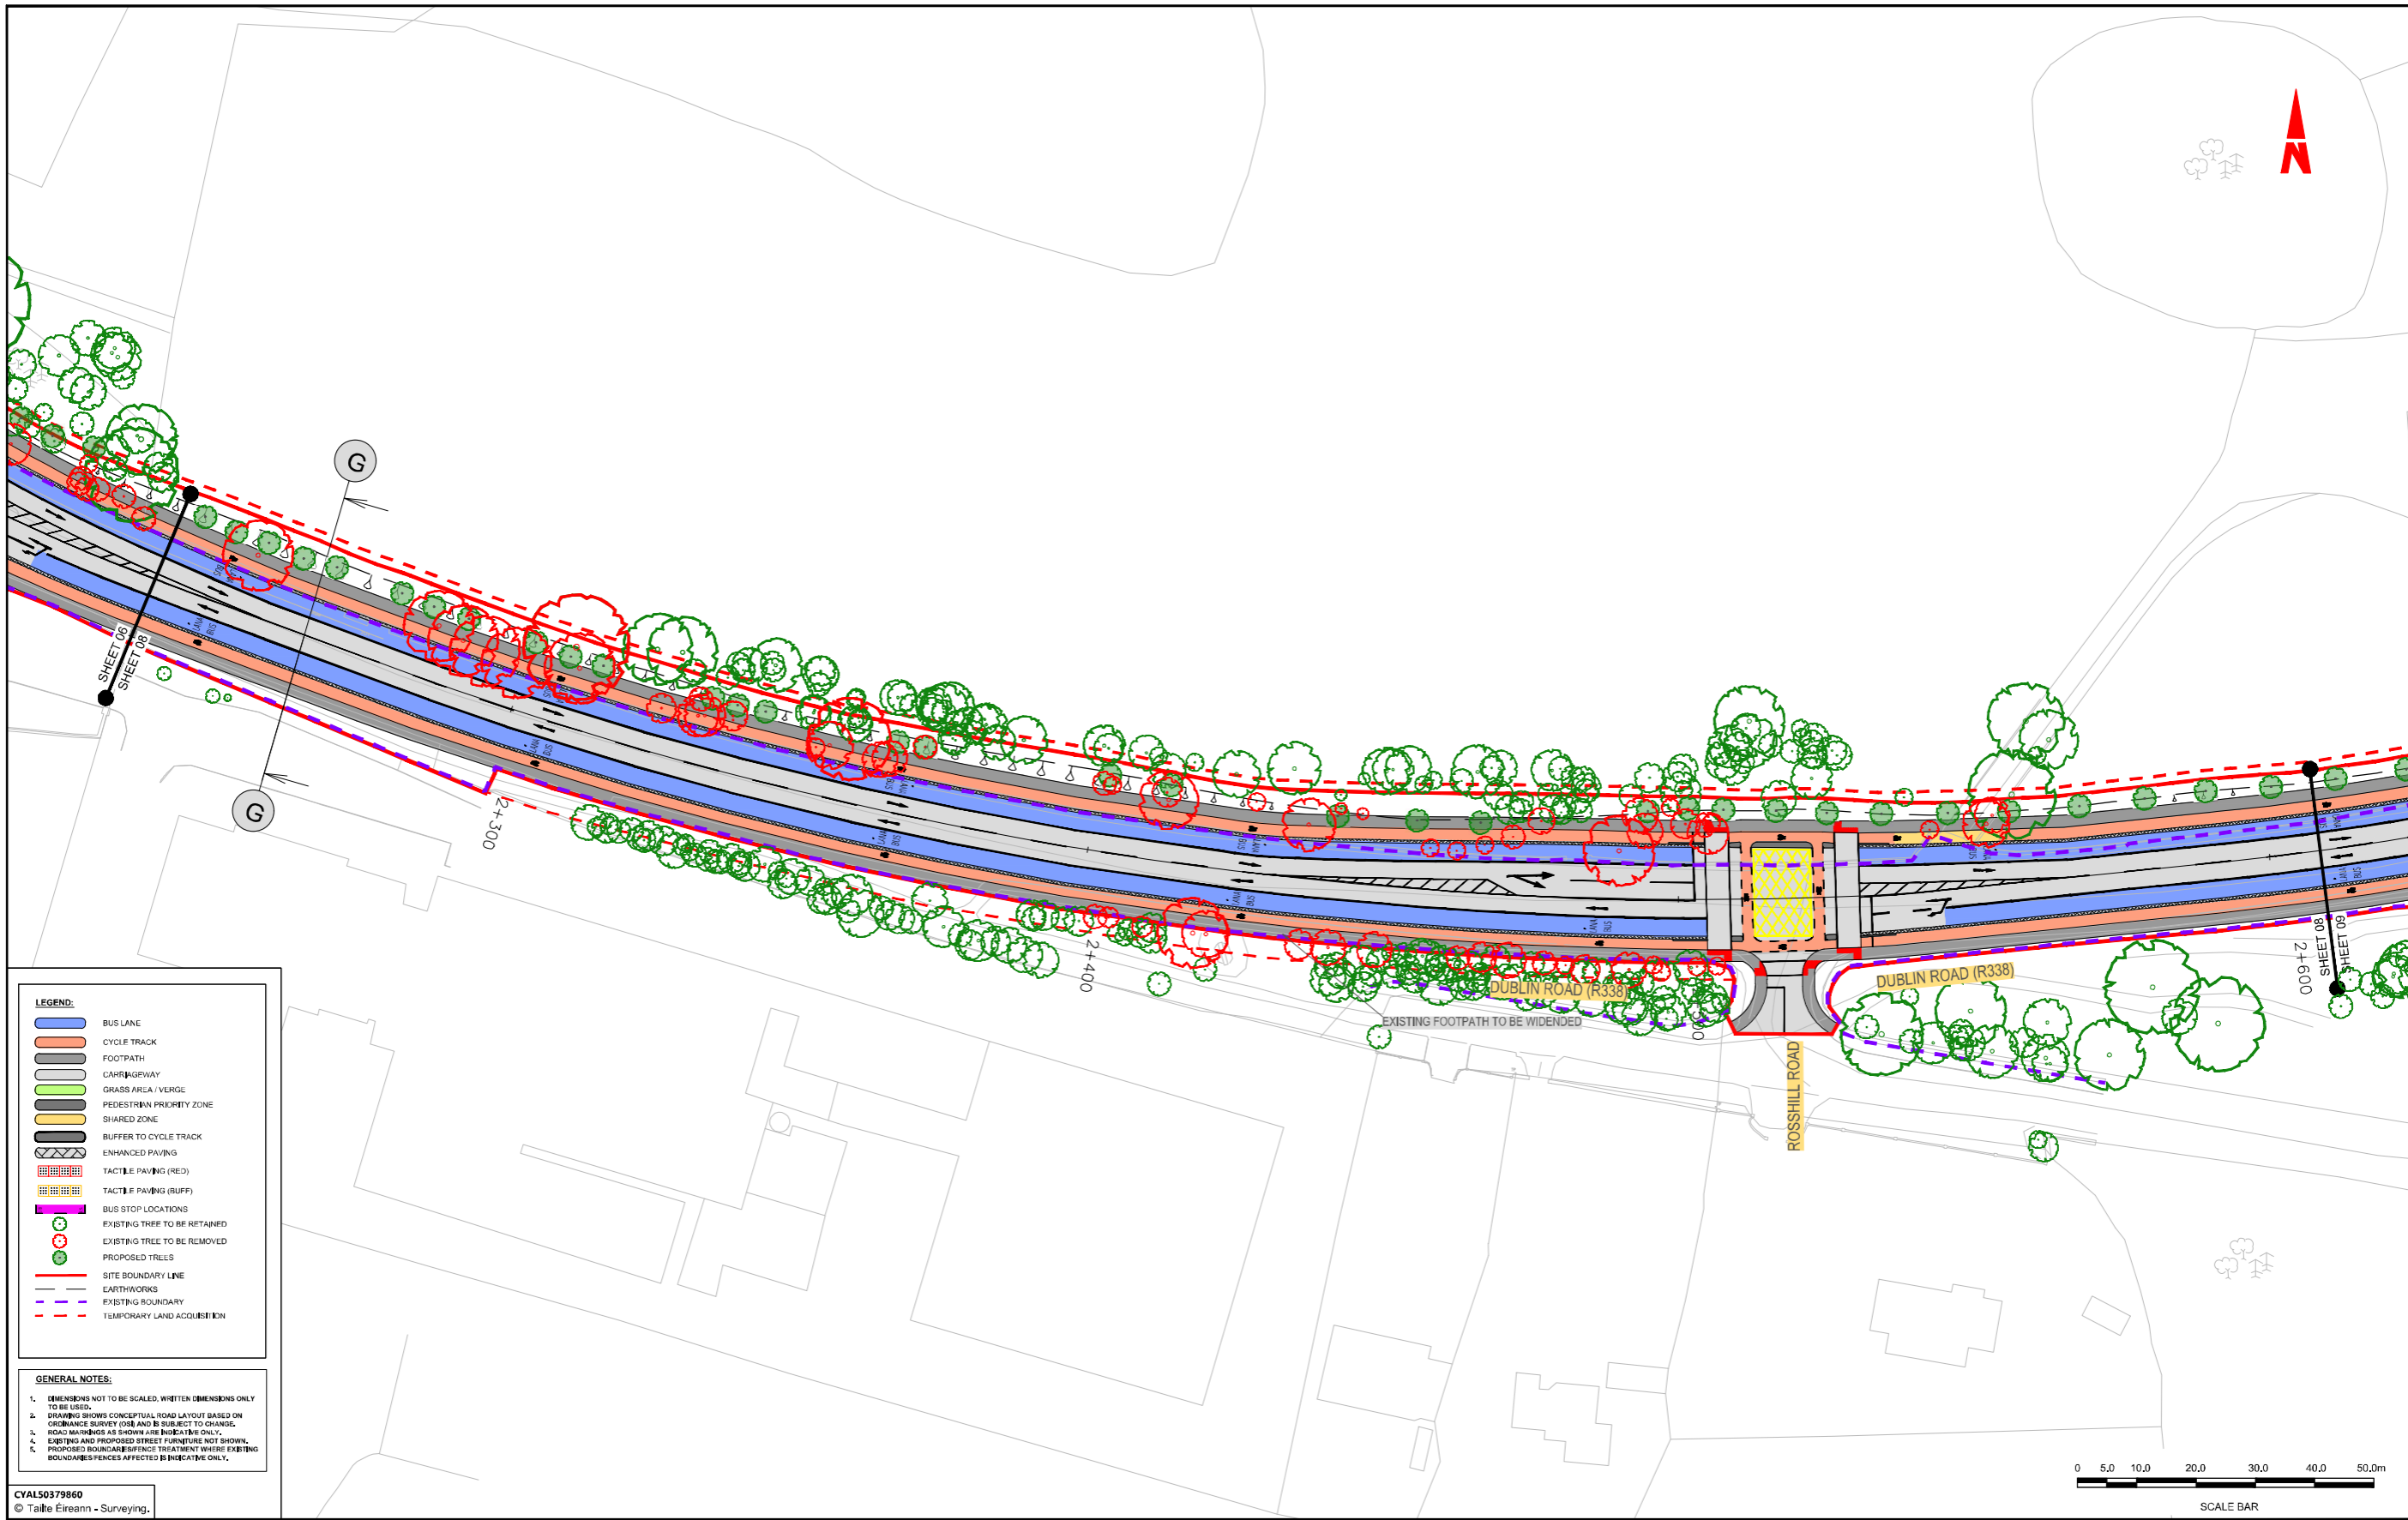 N
G
G
SHEET 06
SHEET 08
LANA
BUS
2+300
2+400
2+600
SHEET 08
SHEET 09
DUBLIN ROAD (R338)
DUBLIN ROAD (R338)
EXISTING FOOTPATH TO BE WIDENDED
ROSSHILL ROAD
LEGEND:
BUS LANE
CYCLE TRACK
FOOTPATH
CARRIAGEWAY
GRASS AREA / VERGE
PEDESTRIAN PRIORITY ZONE
SHARED ZONE
BUFFER TO CYCLE TRACK
ENHANCED PAVING
TACTILE PAVING (RED)
TACTILE PAVING (BUFF)
BUS STOP LOCATIONS
EXISTING TREE TO BE RETAINED
EXISTING TREE TO BE REMOVED
PROPOSED TREES
SITE BOUNDARY LINE
EARTHWORKS
EXISTING BOUNDARY
TEMPORARY LAND ACQUISITION
GENERAL NOTES:
1. DIMENSIONS NOT TO BE SCALED, WRITTEN DIMENSIONS ONLY
TO BE USED.
2. DRAWING SHOWS CONCEPTUAL ROAD LAYOUT BASED ON
ORDINANCE SURVEY (OSI) AND IS SUBJECT TO CHANGE.
3. ROAD MARKINGS AS SHOWN ARE INDICATIVE ONLY.
4. EXISTING AND PROPOSED STREET FURNITURE NOT SHOWN.
5. PROPOSED BOUNDARIES/FENCE TREATMENT WHERE EXISTING
BOUNDARIES/FENCES AFFECTED IS INDICATIVE ONLY.
CYAL50379860
© Tailte Éireann - Surveying.
0 5.0 10.0 20.0 30.0 40.0 50.0m
SCALE BAR